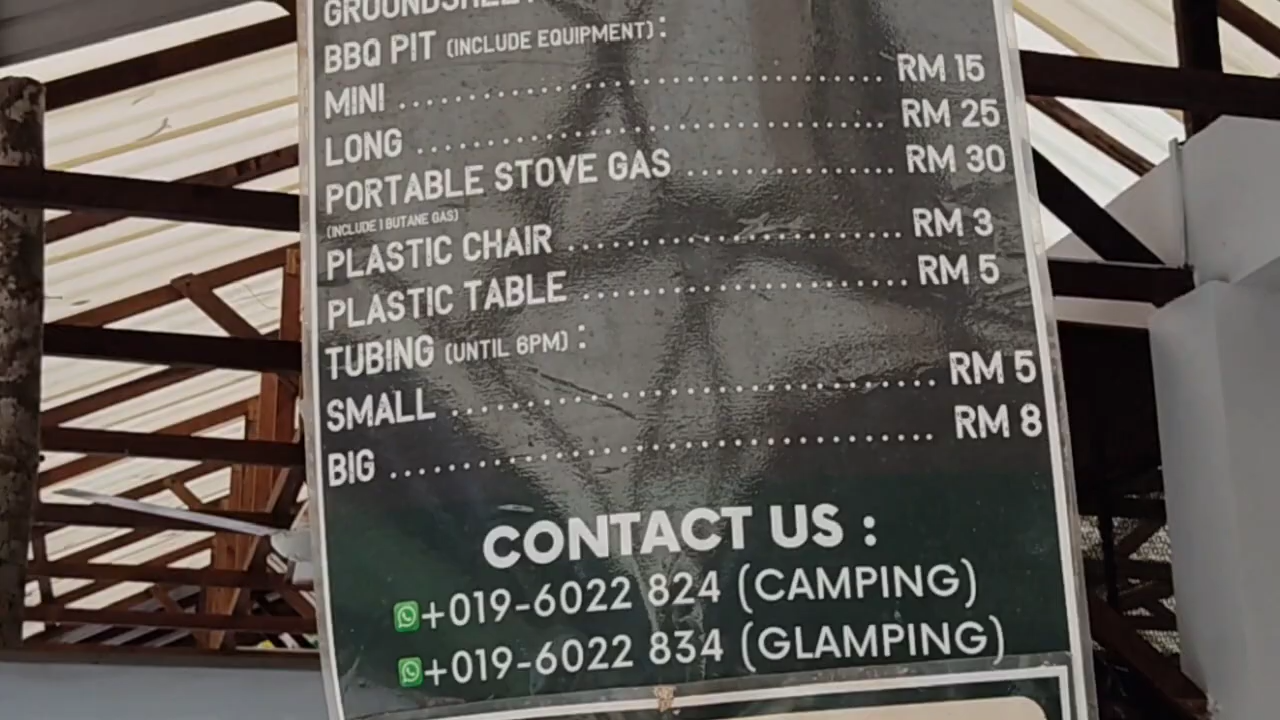 GROUNDSHEET
BBQ PIT (INCLUDE EQUIPMENT) :
MINI ........................................ RM 15
LONG ........................................ RM 25
PORTABLE STOVE GAS ................ RM 30
(INCLUDE 1 BUTANE GAS)
PLASTIC CHAIR .......................... RM 3
PLASTIC TABLE .......................... RM 5
TUBING (UNTIL 6PM) :
SMALL ...................................... RM 5
BIG .......................................... RM 8
CONTACT US :
+019-6022 824 (CAMPING)
+019-6022 834 (GLAMPING)